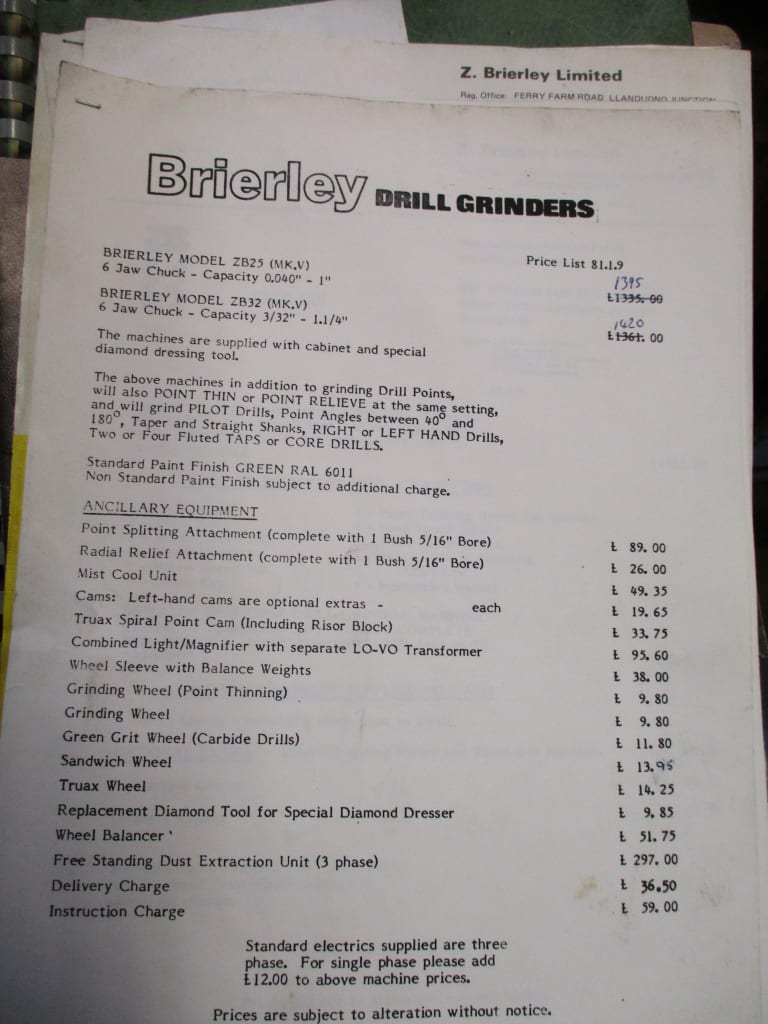 Z. Brierley Limited
Reg. Office: FERRY FARM ROAD LLANDUDNO JUNCTION
Brierley DRILL GRINDERS
Price List 81.1.9
BRIERLEY MODEL ZB25 (MK.V)
6 Jaw Chuck - Capacity 0.040" - 1"
1395
£1335.00
BRIERLEY MODEL ZB32 (MK.V)
6 Jaw Chuck - Capacity 3/32" - 1.1/4"
1420
£1361.00
The machines are supplied with cabinet and special
diamond dressing tool.
The above machines in addition to grinding Drill Points,
will also POINT THIN or POINT RELIEVE at the same setting,
and will grind PILOT Drills, Point Angles between 40° and
180°, Taper and Straight Shanks, RIGHT or LEFT HAND Drills,
Two or Four Fluted TAPS or CORE DRILLS.
Standard Paint Finish GREEN RAL 6011
Non Standard Paint Finish subject to additional charge.
ANCILLARY EQUIPMENT
Point Splitting Attachment (complete with 1 Bush 5/16" Bore) £ 89.00
Radial Relief Attachment (complete with 1 Bush 5/16" Bore) £ 26.00
Mist Cool Unit £ 49.35
Cams: Left-hand cams are optional extras - each £ 19.65
Truax Spiral Point Cam (Including Risor Block) £ 33.75
Combined Light/Magnifier with separate LO-VO Transformer £ 95.60
Wheel Sleeve with Balance Weights £ 38.00
Grinding Wheel (Point Thinning) £ 9.80
Grinding Wheel £ 9.80
Green Grit Wheel (Carbide Drills) £ 11.80
Sandwich Wheel £ 13.95
Truax Wheel £ 14.25
Replacement Diamond Tool for Special Diamond Dresser £ 9.85
Wheel Balancer £ 51.75
Free Standing Dust Extraction Unit (3 phase) £ 297.00
Delivery Charge £ 36.50
Instruction Charge £ 59.00
Standard electrics supplied are three
phase. For single phase please add
£12.00 to above machine prices.
Prices are subject to alteration without notice.